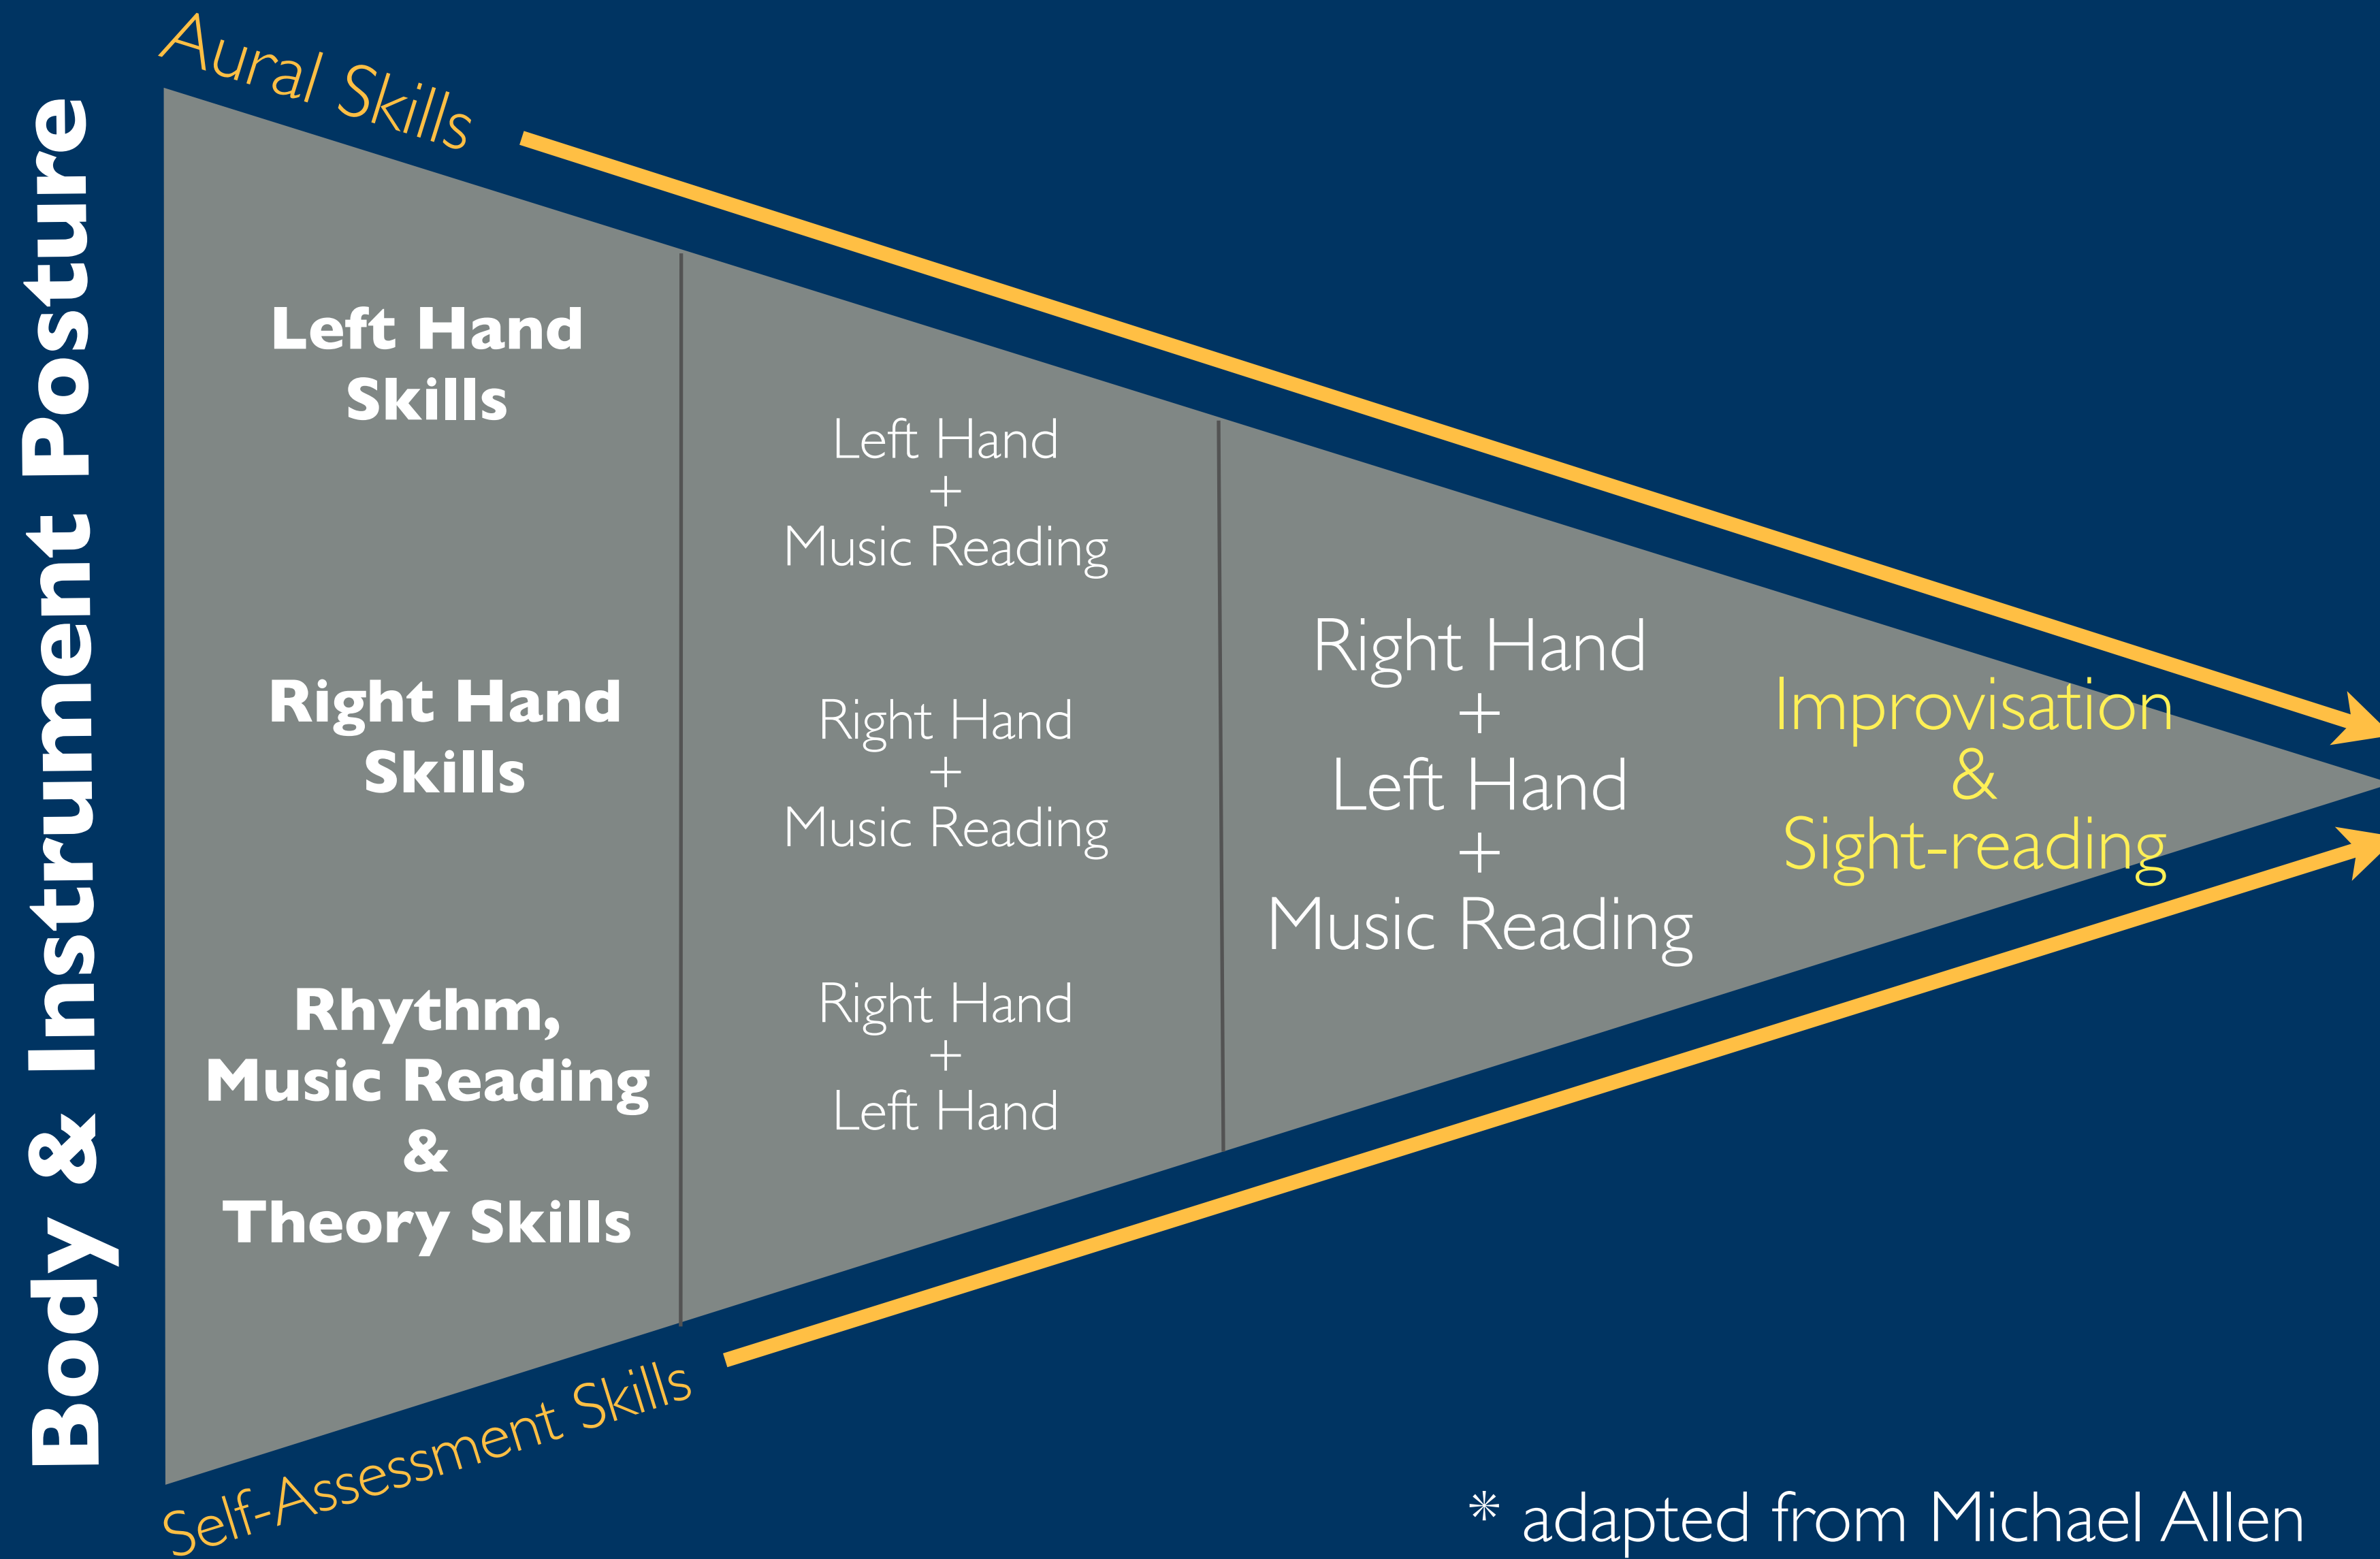 Body & Instrument Posture
Aural Skills
Left Hand
Skills
Right Hand
Skills
Rhythm,
Music Reading
&
Theory Skills
Left Hand
+
Music Reading
Right Hand
+
Music Reading
Right Hand
+
Left Hand
Right Hand
+
Left Hand
+
Music Reading
Improvisation
&
Sight-reading
Self-Assessment Skills
* adapted from Michael Allen